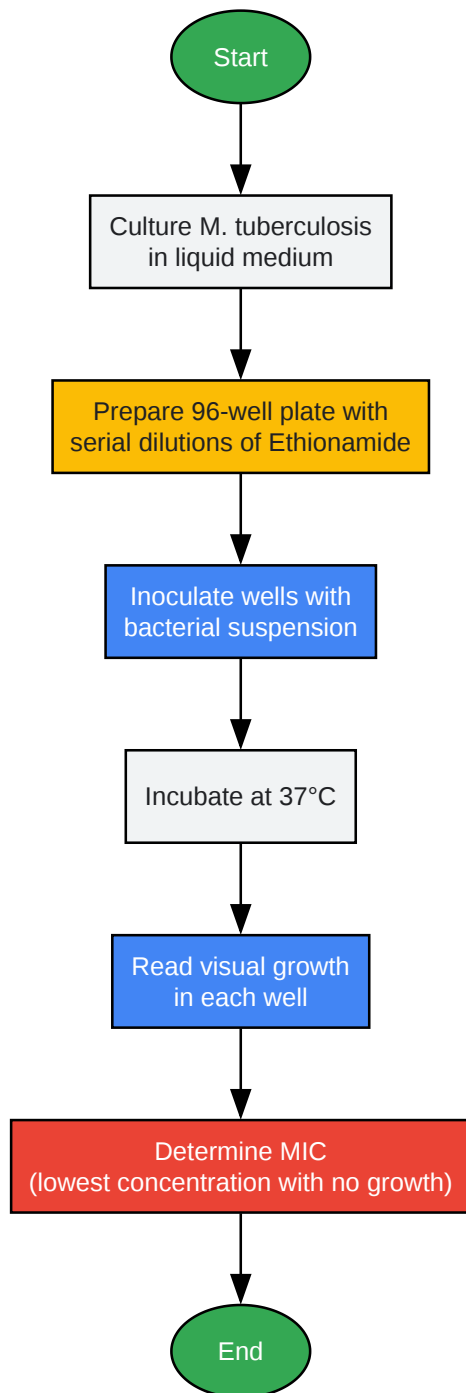 Start
Culture M. tuberculosis
in liquid medium
Prepare 96-well plate with
serial dilutions of Ethionamide
Inoculate wells with
bacterial suspension
Incubate at 37°C
Read visual growth
in each well
Determine MIC
(lowest concentration with no growth)
End